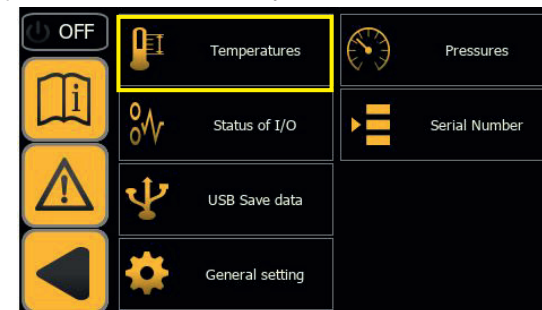 OFF
Temperatures
Pressures
i
Status of I/O
Serial Number
USB Save data
General setting